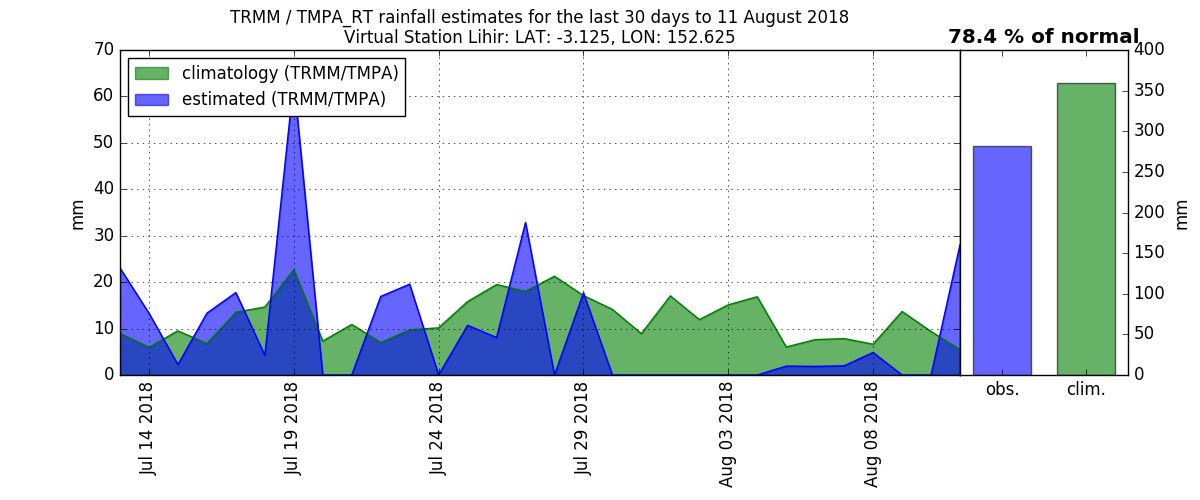 TRMM / TMPA_RT rainfall estimates for the last 30 days to 11 August 2018
Virtual Station Lihir: LAT: -3.125, LON: 152.625
78.4 % of normal
climatology (TRMM/TMPA)
estimated (TRMM/TMPA)
70
60
50
40
30
20
10
0
mm
Jul 14 2018
Jul 19 2018
Jul 24 2018
Jul 29 2018
Aug 03 2018
Aug 08 2018
obs.
clim.
400
350
300
250
200
150
100
50
0
mm